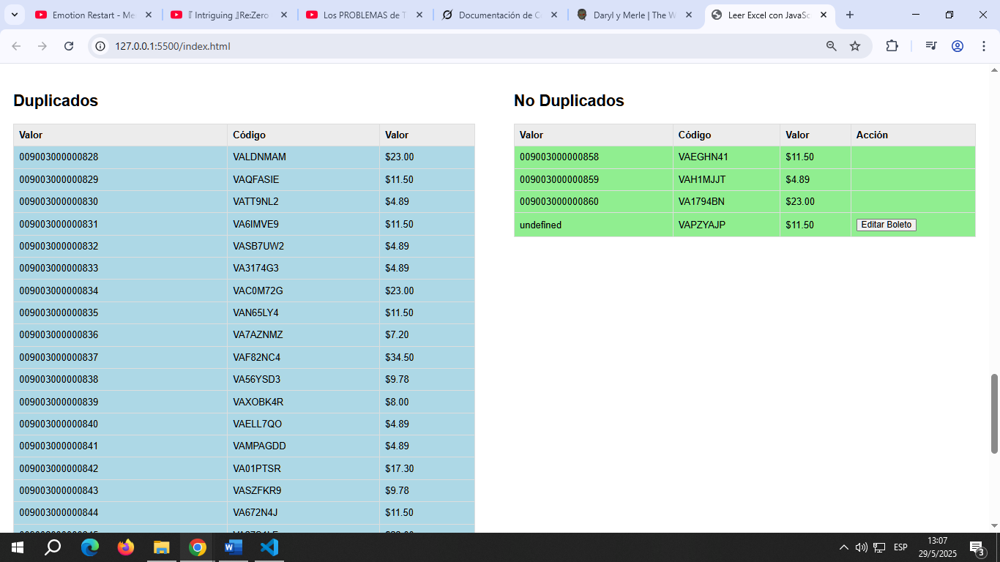 Emotion Restart - Me
『 Intriguing 』Re:Zero
Los PROBLEMAS de T
Documentación de C
Daryl y Merle | The W
Leer Excel con JavaSc
127.0.0.1:5500/index.html
Duplicados
Valor Código Valor
009003000000828 VALDNMAM $23.00
009003000000829 VAQFASIE $11.50
009003000000830 VATT9NL2 $4.89
009003000000831 VA6IMVE9 $11.50
009003000000832 VASB7UW2 $4.89
009003000000833 VA3174G3 $4.89
009003000000834 VAC0M72G $23.00
009003000000835 VAN65LY4 $11.50
009003000000836 VA7AZNMZ $7.20
009003000000837 VAF82NC4 $34.50
009003000000838 VA56YSD3 $9.78
009003000000839 VAXOBK4R $8.00
009003000000840 VAELL7QO $4.89
009003000000841 VAMPAGDD $4.89
009003000000842 VA01PTSR $17.30
009003000000843 VASZFKR9 $9.78
009003000000844 VA672N4J $11.50
No Duplicados
Valor Código Valor Acción
009003000000858 VAEGHN41 $11.50
009003000000859 VAH1MJJT $4.89
009003000000860 VA1794BN $23.00
undefined VAPZYAJP $11.50 Editar Boleto
ESP
13:07
29/5/2025
3